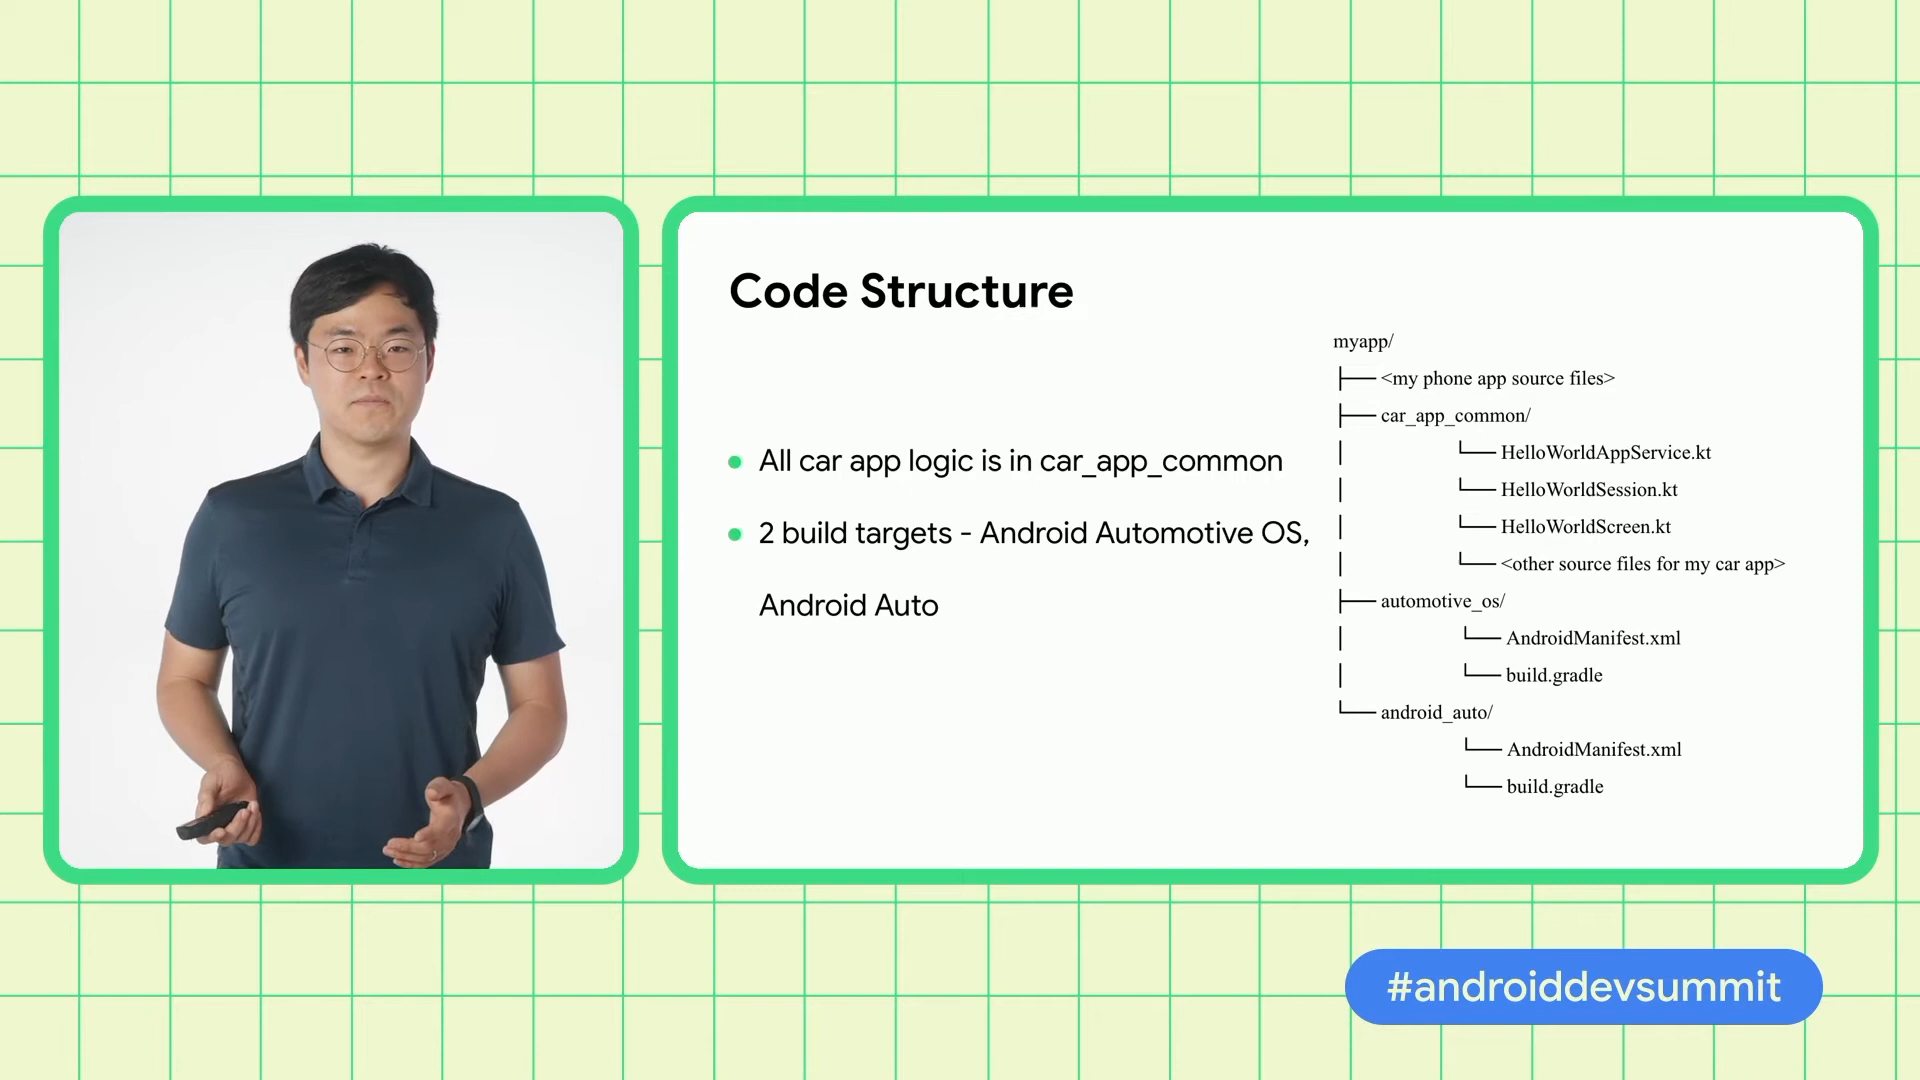 Code Structure
All car app logic is in car_app_common
2 build targets - Android Automotive OS,
Android Auto
myapp/
├── <my phone app source files>
├── car_app_common/
│ └── HelloWorldAppService.kt
│ └── HelloWorldSession.kt
│ └── HelloWorldScreen.kt
│ └── <other source files for my car app>
├── automotive_os/
│ └── AndroidManifest.xml
│ └── build.gradle
└── android_auto/
└── AndroidManifest.xml
└── build.gradle
#androiddevsummit